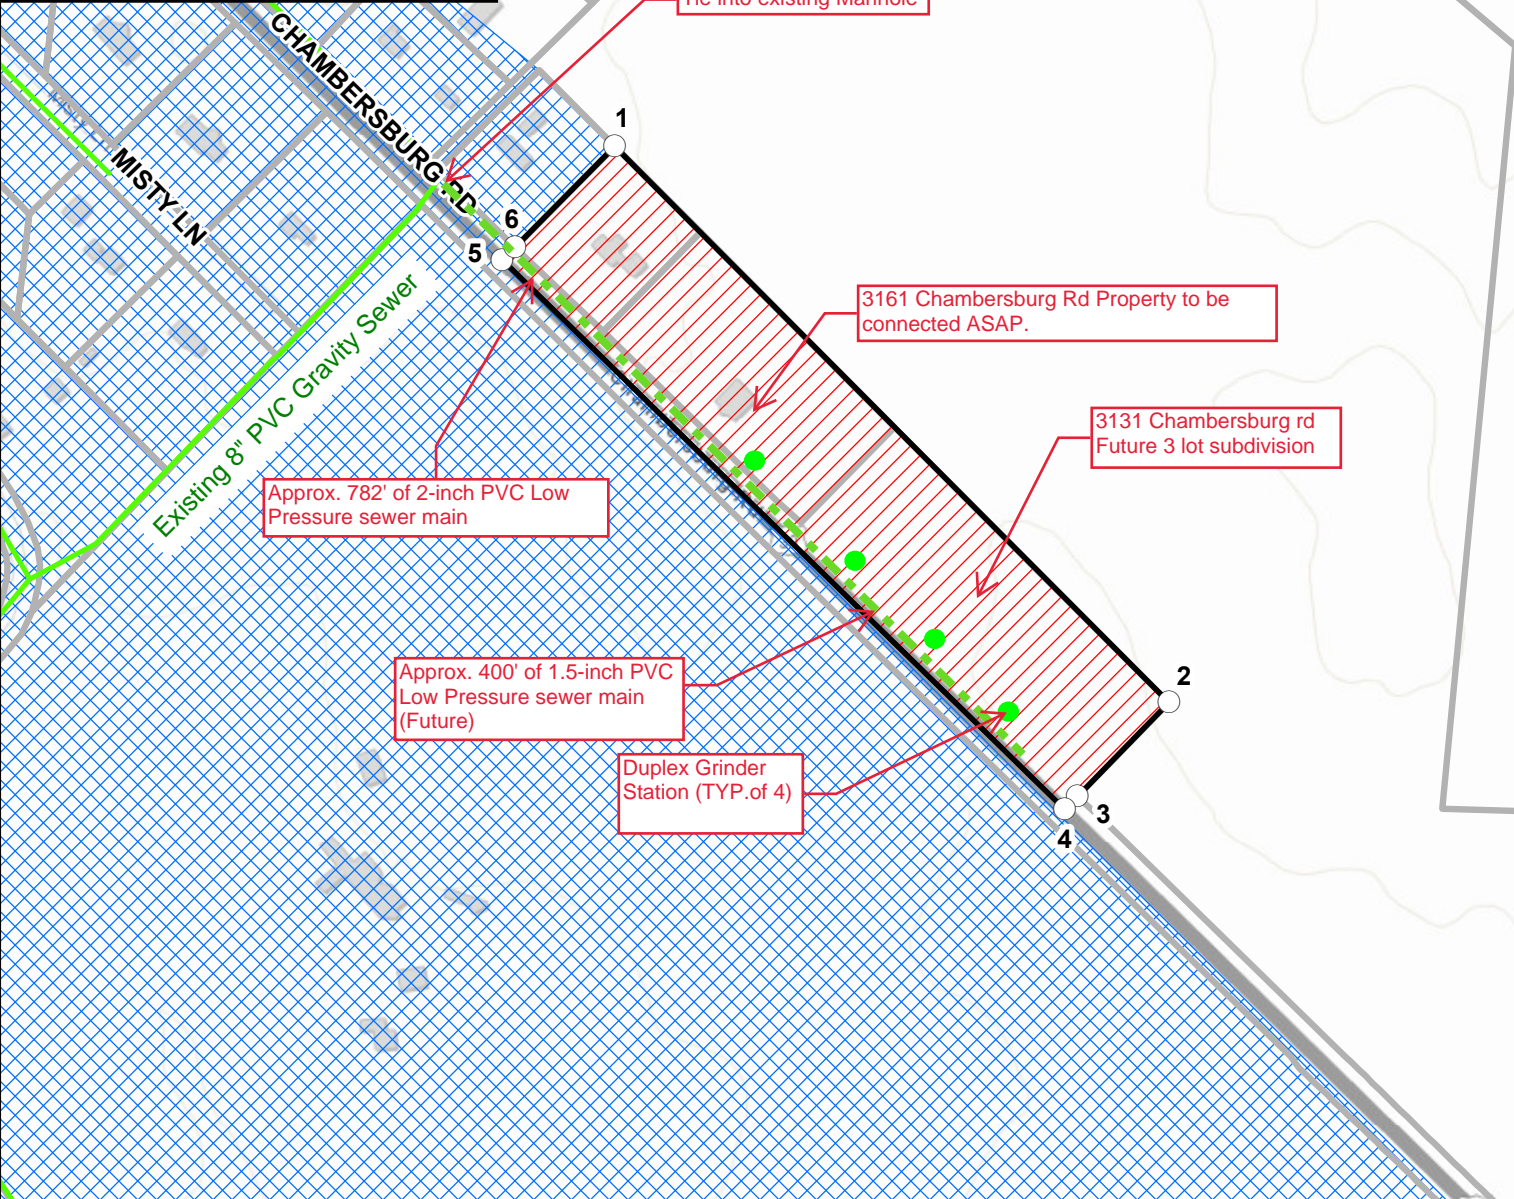 Tie into existing Manhole
CHAMBERSBURG RD
MISTY LN
1
6
5
Existing 8" PVC Gravity Sewer
3161 Chambersburg Rd Property to be
connected ASAP.
3131 Chambersburg rd
Future 3 lot subdivision
Approx. 782' of 2-inch PVC Low
Pressure sewer main
Approx. 400' of 1.5-inch PVC
Low Pressure sewer main
(Future)
2
Duplex Grinder
Station (TYP.of 4)
3
4